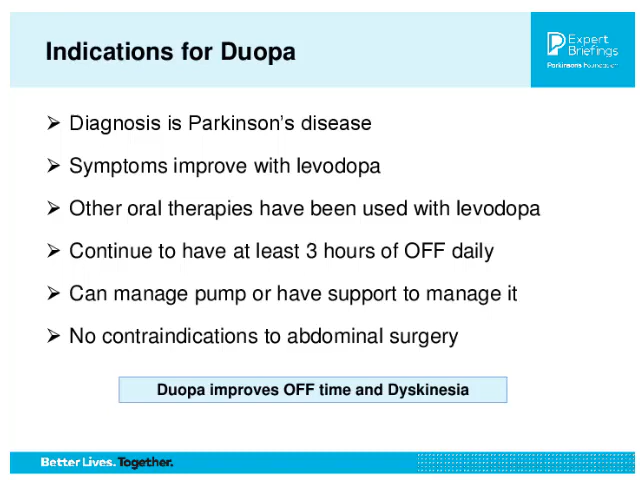 Indications for Duopa
Expert
Briefings
Parkinson's Foundation
➢ Diagnosis is Parkinson’s disease
➢ Symptoms improve with levodopa
➢ Other oral therapies have been used with levodopa
➢ Continue to have at least 3 hours of OFF daily
➢ Can manage pump or have support to manage it
➢ No contraindications to abdominal surgery
Duopa improves OFF time and Dyskinesia
Better Lives. Together.